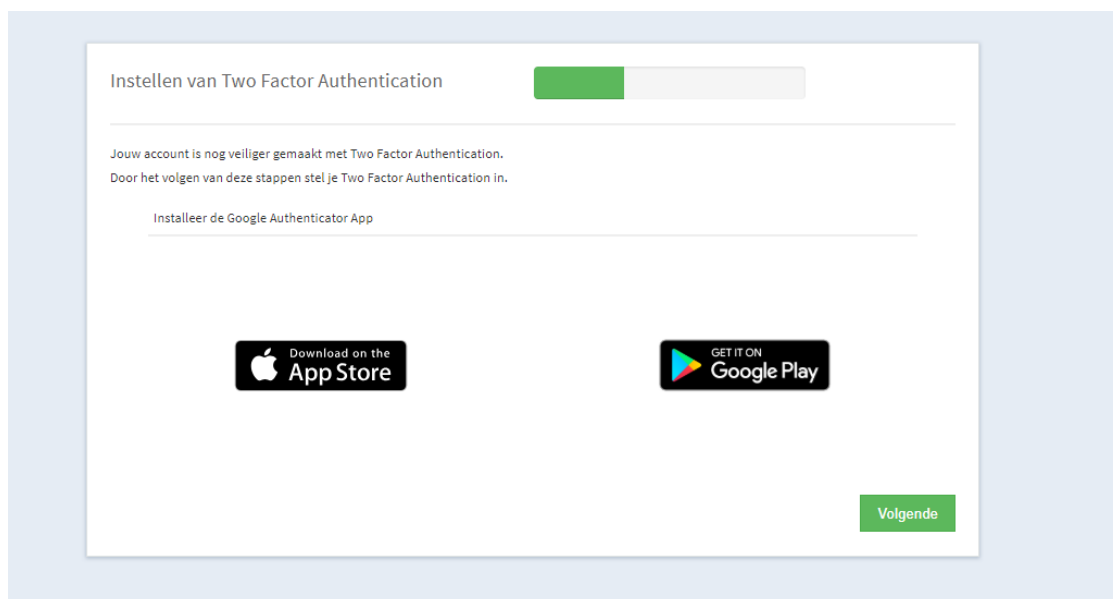 Instellen van Two Factor Authentication
Jouw account is nog veiliger gemaakt met Two Factor Authentication.
Door het volgen van deze stappen stel je Two Factor Authentication in.
Installeer de Google Authenticator App
Download on the
App Store
GET IT ON
Google Play
Volgende